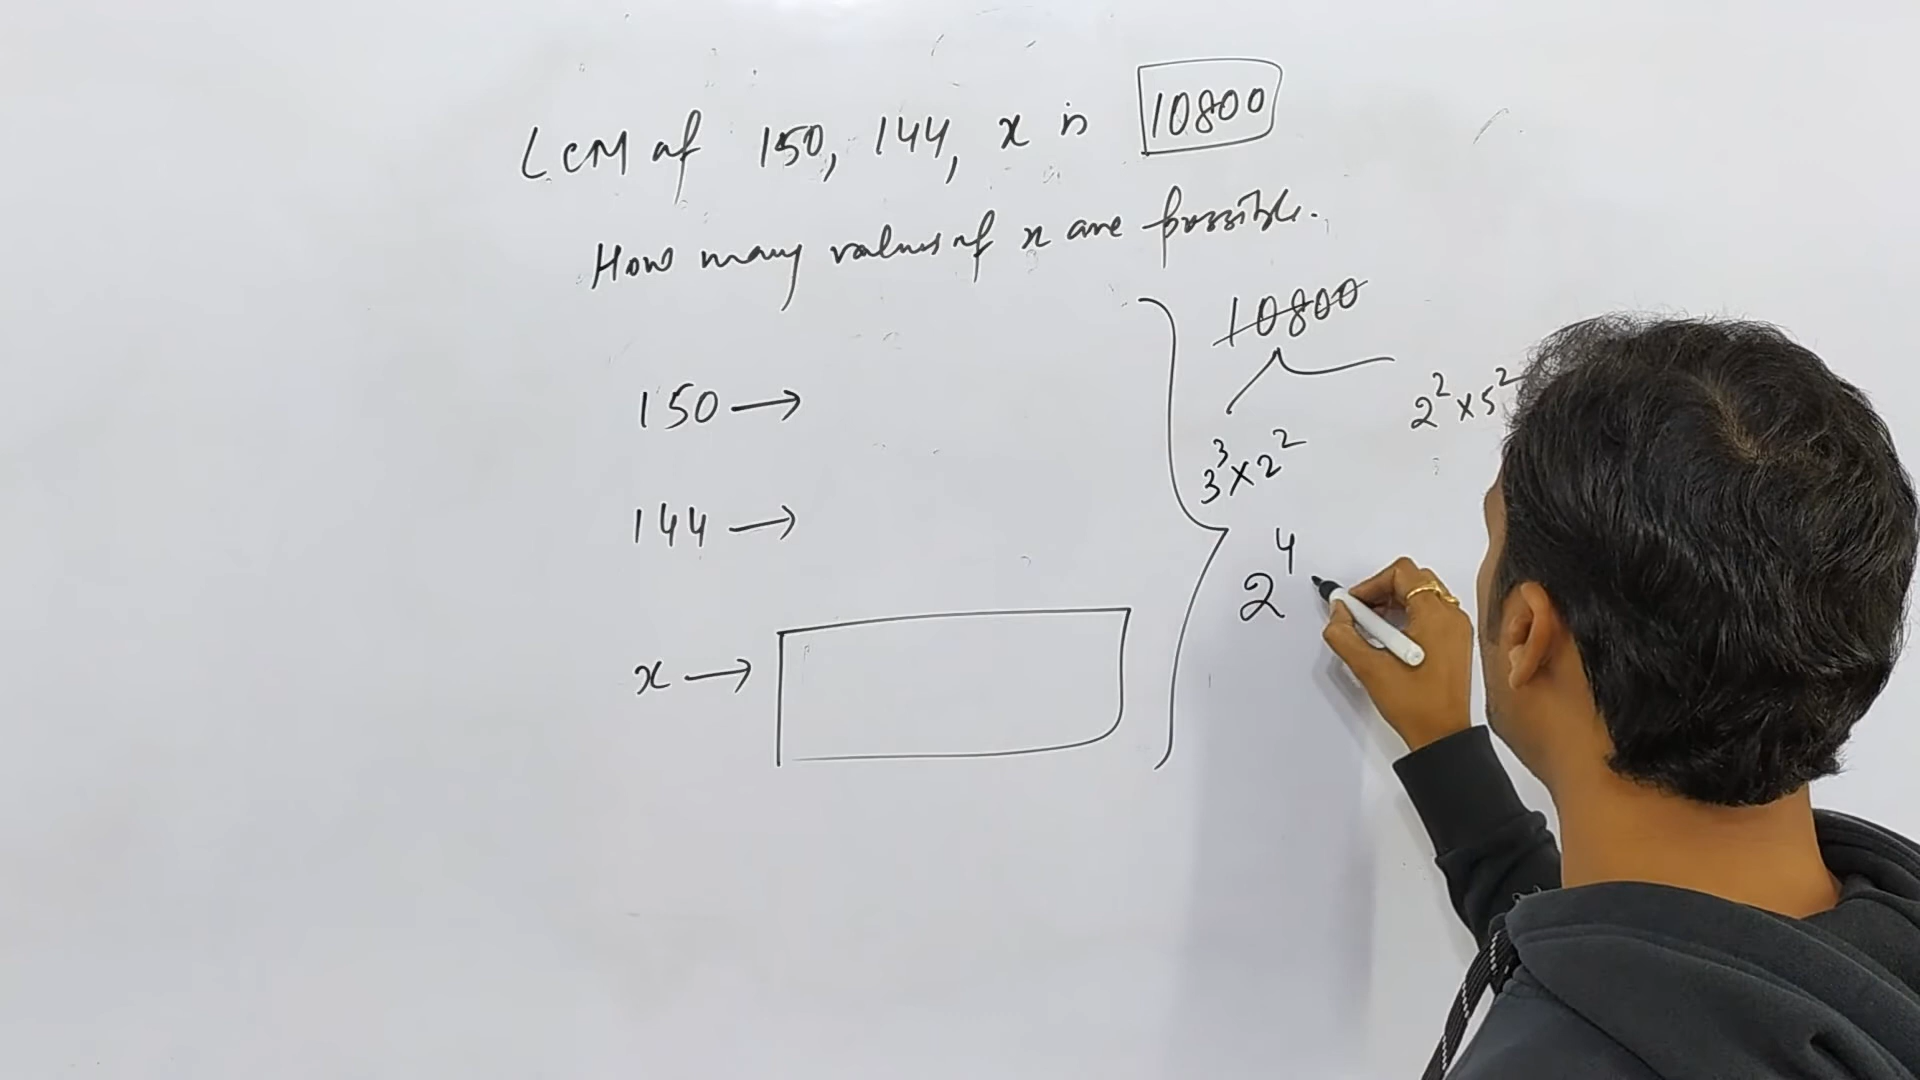 LCM of 150, 144, x is 10800
How many values of x are possible.
10800
2² × 5²
150 →
3³ × 2²
144 →
2⁴
x →